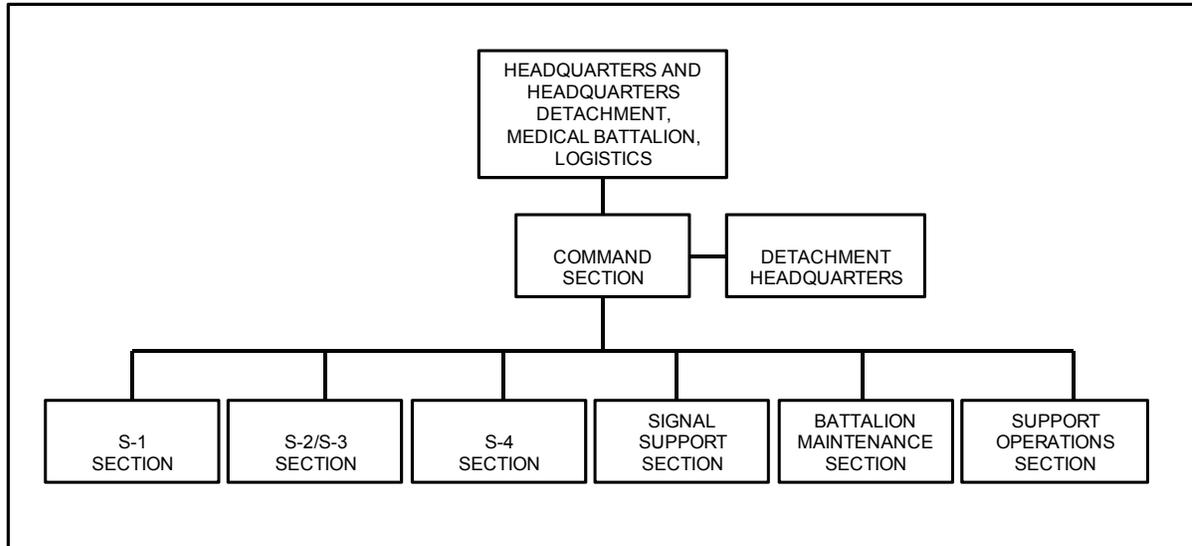 HEADQUARTERS AND
HEADQUARTERS
DETACHMENT,
MEDICAL BATTALION,
LOGISTICS
COMMAND
SECTION
DETACHMENT
HEADQUARTERS
S-1
SECTION
S-2/S-3
SECTION
S-4
SECTION
SIGNAL
SUPPORT
SECTION
BATTALION
MAINTENANCE
SECTION
SUPPORT
OPERATIONS
SECTION